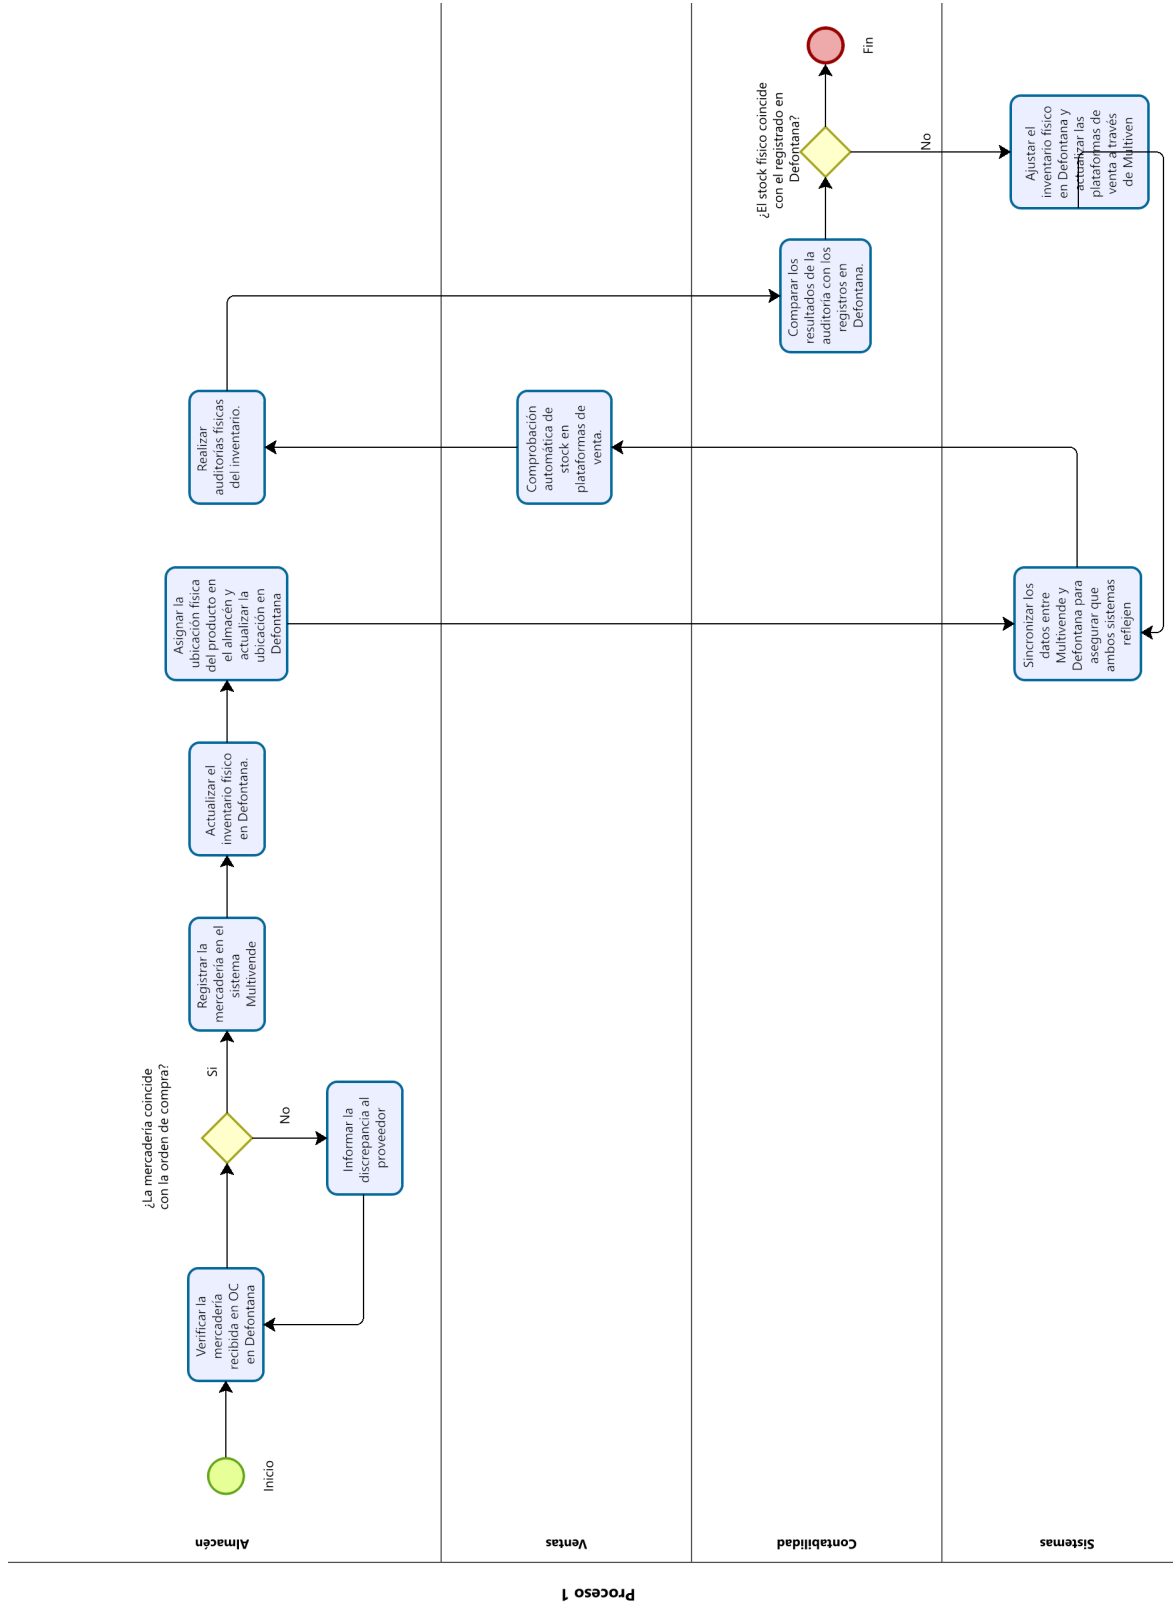 Proceso 1
Almacén
Ventas
Contabilidad
Sistemas
Inicio
Verificar la
mercadería
recibida en OC
en Defontana
¿La mercadería coincide
con la orden de compra?
Si
No
Informar la
discrepancia al
proveedor
Registrar la
mercadería en el
sistema
Multivende
Actualizar el
inventario físico
en Defontana.
Asignar la
ubicación física
del producto en
el almacén y
actualizar la
ubicación en
Defontana
Sincronizar los
datos entre
Multivende y
Defontana para
asegurar que
ambos sistemas
reflejen
Comprobación
automática de
stock en
plataformas de
venta.
Realizar
auditorías físicas
del inventario.
Comparar los
resultados de la
auditoría con los
registros en
Defontana.
¿El stock físico coincide
con el registrado en
Defontana?
No
Ajustar el
inventario físico
en Defontana y
actualizar las
plataformas de
venta a través
de Multiven
Fin